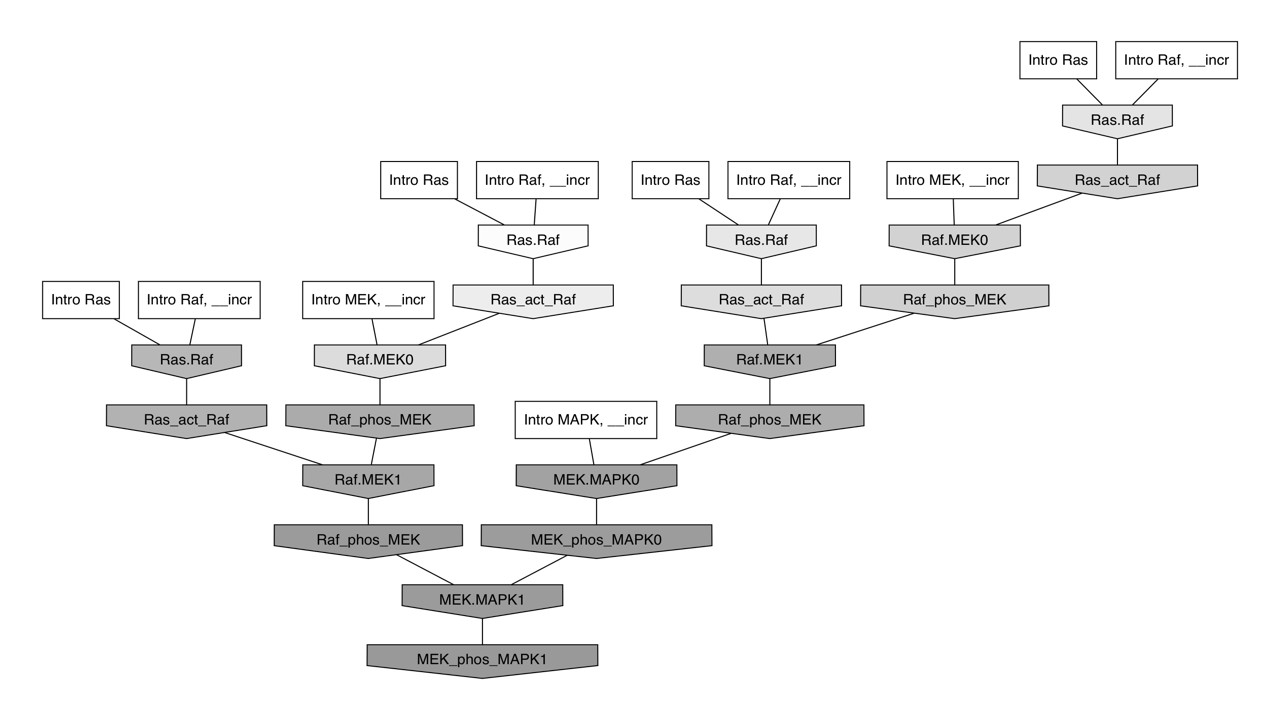 Intro Ras
Intro Raf, __incr
Ras.Raf
Intro Ras
Intro Raf, __incr
Intro Ras
Intro Raf, __incr
Intro MEK, __incr
Ras_act_Raf
Ras.Raf
Ras.Raf
Raf.MEK0
Intro Ras
Intro Raf, __incr
Intro MEK, __incr
Ras_act_Raf
Ras_act_Raf
Raf_phos_MEK
Ras.Raf
Raf.MEK0
Raf.MEK1
Ras_act_Raf
Raf_phos_MEK
Intro MAPK, __incr
Raf_phos_MEK
Raf.MEK1
MEK.MAPK0
Raf_phos_MEK
MEK_phos_MAPK0
MEK.MAPK1
MEK_phos_MAPK1